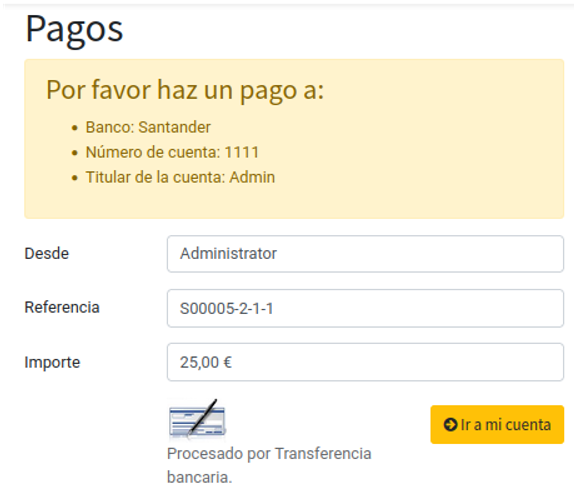 Pagos
Por favor haz un pago a:
Banco: Santander
Número de cuenta: 1111
Titular de la cuenta: Admin
Desde
Administrator
Referencia
S00005-2-1-1
Importe
25,00 €
Ir a mi cuenta
Procesado por Transferencia
bancaria.